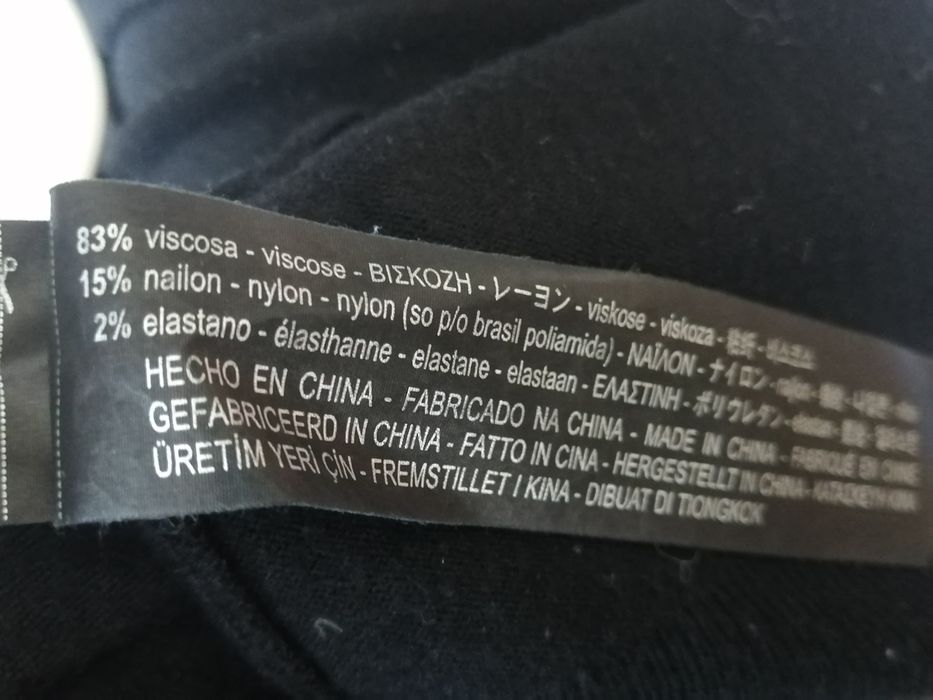 83% viscosa - viscose - ΒΙΣΚΟΖΗ - レーヨン - viskose - viskoza -
15% nailon - nylon - nylon (so p/o brasil poliamida) - ΝΑΪΛΟΝ - ナイロン -
2% elastano - élasthanne - elastane - elastaan - ΕΛΑΣΤΙΝΗ - ポリウレタン -
HECHO EN CHINA - FABRICADO NA CHINA - MADE IN CHINA - FABRIQUÉ EN CHINE
GEFABRICEERD IN CHINA - FATTO IN CINA - HERGESTELLT IN CHINA -
ÜRETİM YERİ ÇİN - FREMSTILLET I KINA - DIBUAT DI TIONGKOK